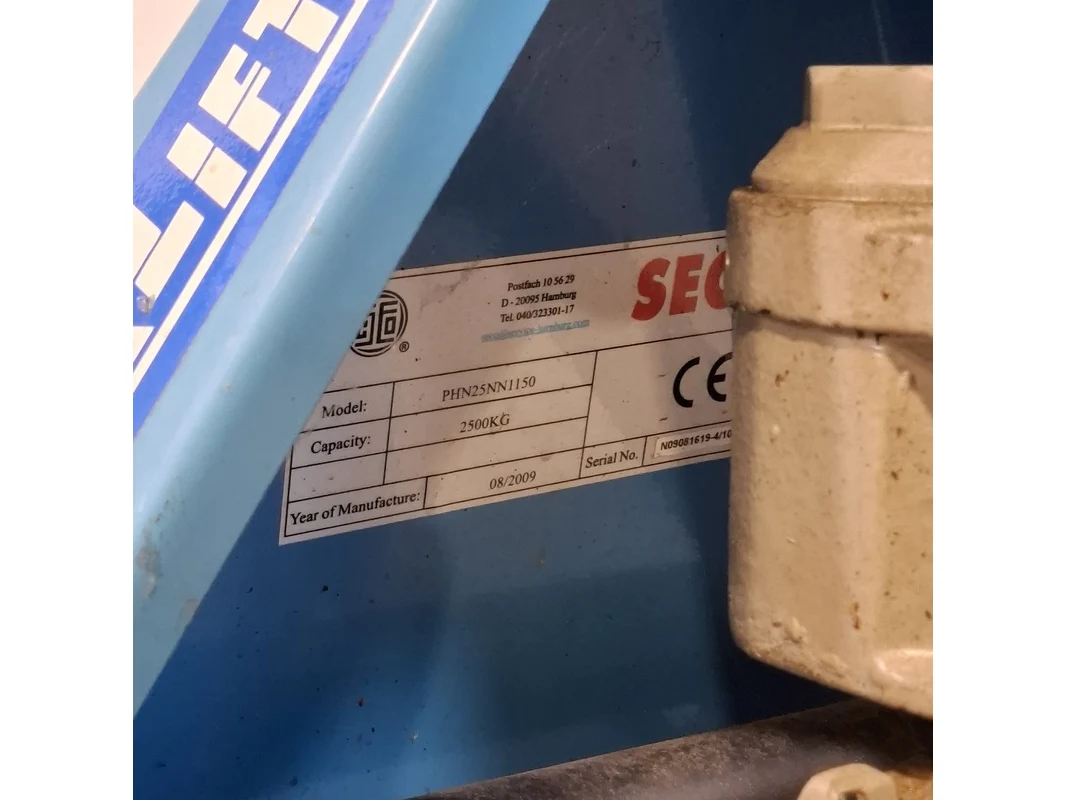 LIFT
Postfach 10 56 29
D - 20095 Hamburg
Tel. 040/323301-17
SEC
®
Model: PHN25NN1150
CE
Capacity: 2500KG
Serial No. N09081619-4/10
Year of Manufacture: 08/2009